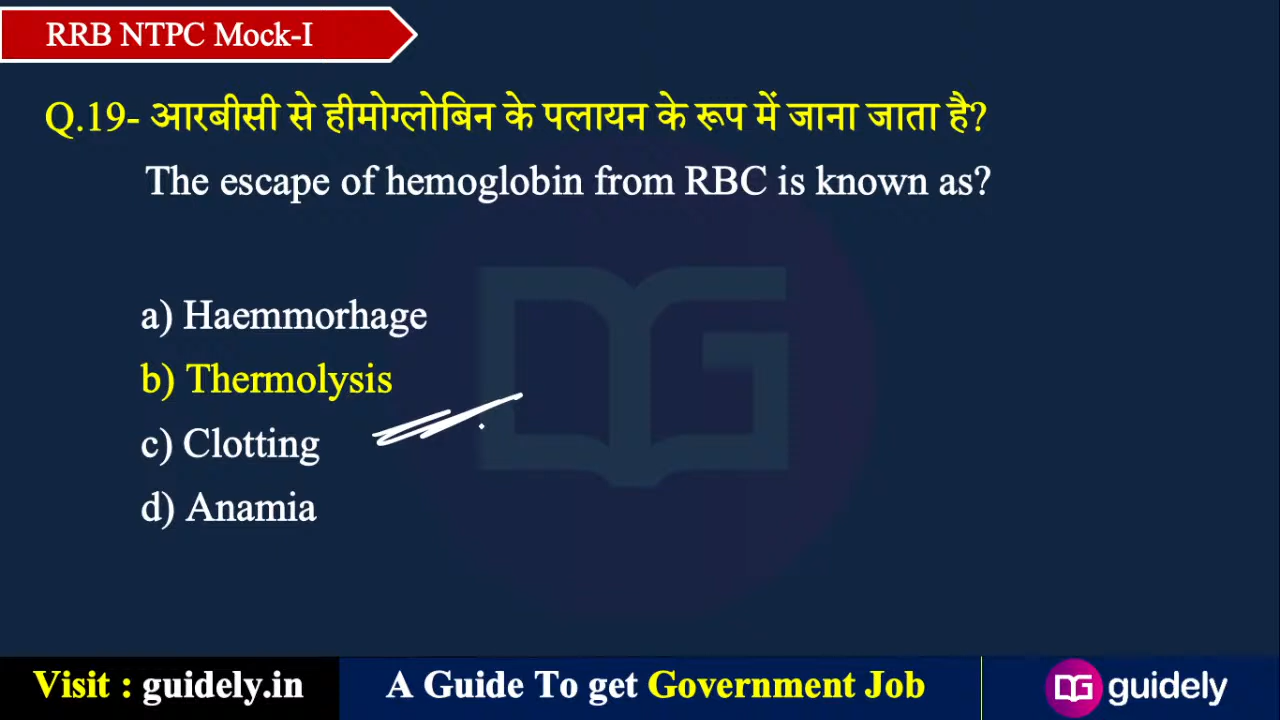 RRB NTPC Mock-I
Q.19- आरबीसी से हीमोग्लोबिन के पलायन के रूप में जाना जाता है?
The escape of hemoglobin from RBC is known as?
a) Haemmorhage
b) Thermolysis
c) Clotting
d) Anamia
Visit : guidely.in
A Guide To get Government Job
DG guidely